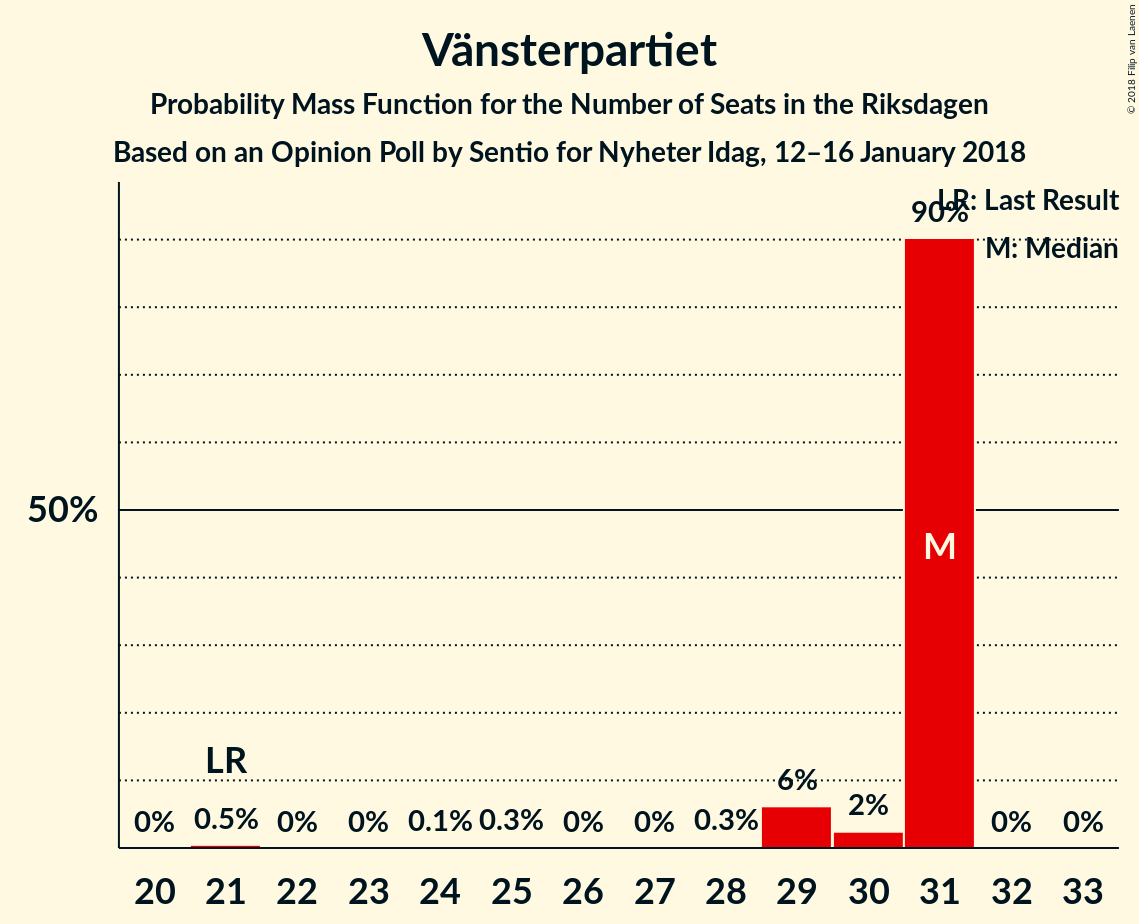 Vänsterpartiet
Probability Mass Function for the Number of Seats in the Riksdagen
Based on an Opinion Poll by Sentio for Nyheter Idag, 12–16 January 2018
© 2018 Filip van Laenen
LR: Last Result
M: Median
90%
50%
M
LR
0% 0.5% 0% 0% 0.1% 0.3% 0% 0% 0.3% 6% 2% 0% 0%
20 21 22 23 24 25 26 27 28 29 30 31 32 33